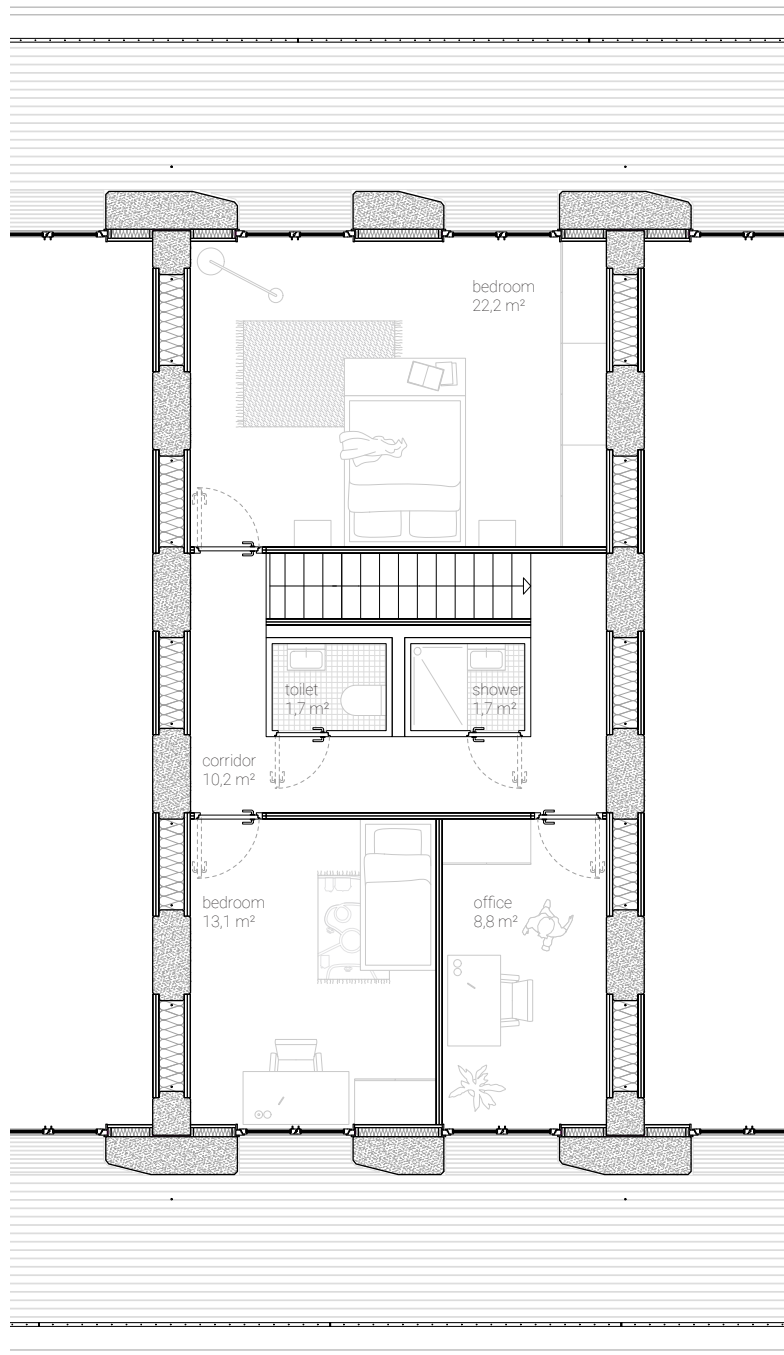 bedroom
22,2 m²
toilet
1,7 m²
shower
1,7 m²
corridor
10,2 m²
bedroom
13,1 m²
office
8,8 m²